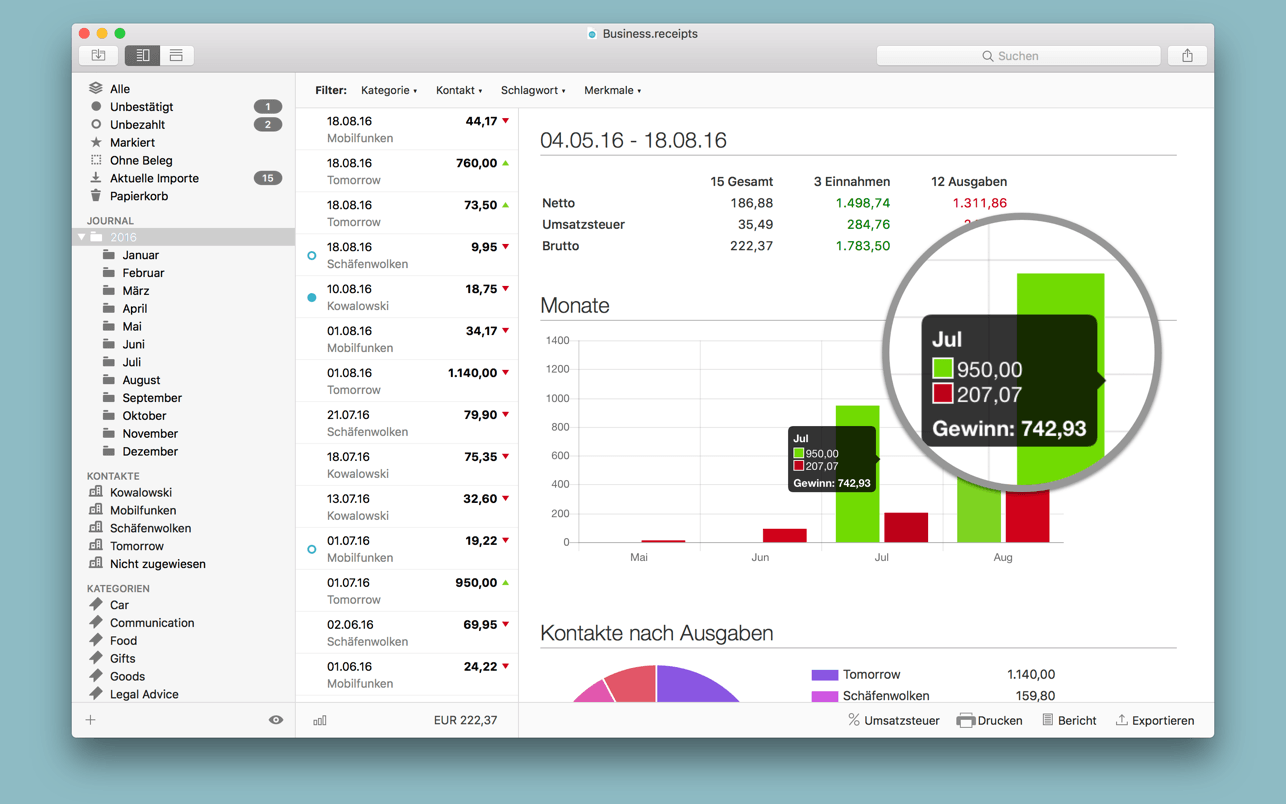 Business.receipts
Suchen
Alle
Unbestätigt 1
Unbezahlt 2
Markiert
Ohne Beleg
Aktuelle Importe 15
Papierkorb
JOURNAL
2016
Januar
Februar
März
April
Mai
Juni
Juli
August
September
Oktober
November
Dezember
KONTAKTE
Kowalowski
Mobilfunken
Schäfenwolken
Tomorrow
Nicht zugewiesen
KATEGORIEN
Car
Communication
Food
Gifts
Goods
Legal Advice
Filter: Kategorie Kontakt Schlagwort Merkmale
18.08.16 44,17
Mobilfunken
18.08.16 760,00
Tomorrow
18.08.16 73,50
Tomorrow
18.08.16 9,95
Schäfenwolken
10.08.16 18,75
Kowalowski
01.08.16 34,17
Mobilfunken
01.08.16 1.140,00
Tomorrow
21.07.16 79,90
Schäfenwolken
18.07.16 75,35
Kowalowski
13.07.16 32,60
Kowalowski
01.07.16 19,22
Mobilfunken
01.07.16 950,00
Tomorrow
02.06.16 69,95
Schäfenwolken
01.06.16 24,22
Mobilfunken
EUR 222,37
04.05.16 - 18.08.16
15 Gesamt 3 Einnahmen 12 Ausgaben
Netto 186,88 1.498,74 1.311,86
Umsatzsteuer 35,49 284,76
Brutto 222,37 1.783,50
Monate
1400
1200
1000
800
600
400
200
0
Mai Jun Jul Aug
Jul
950,00
207,07
Gewinn: 742,93
Jul
950,00
207,07
Gewinn: 742,93
Kontakte nach Ausgaben
Tomorrow 1.140,00
Schäfenwolken 159,80
% Umsatzsteuer Drucken Bericht Exportieren